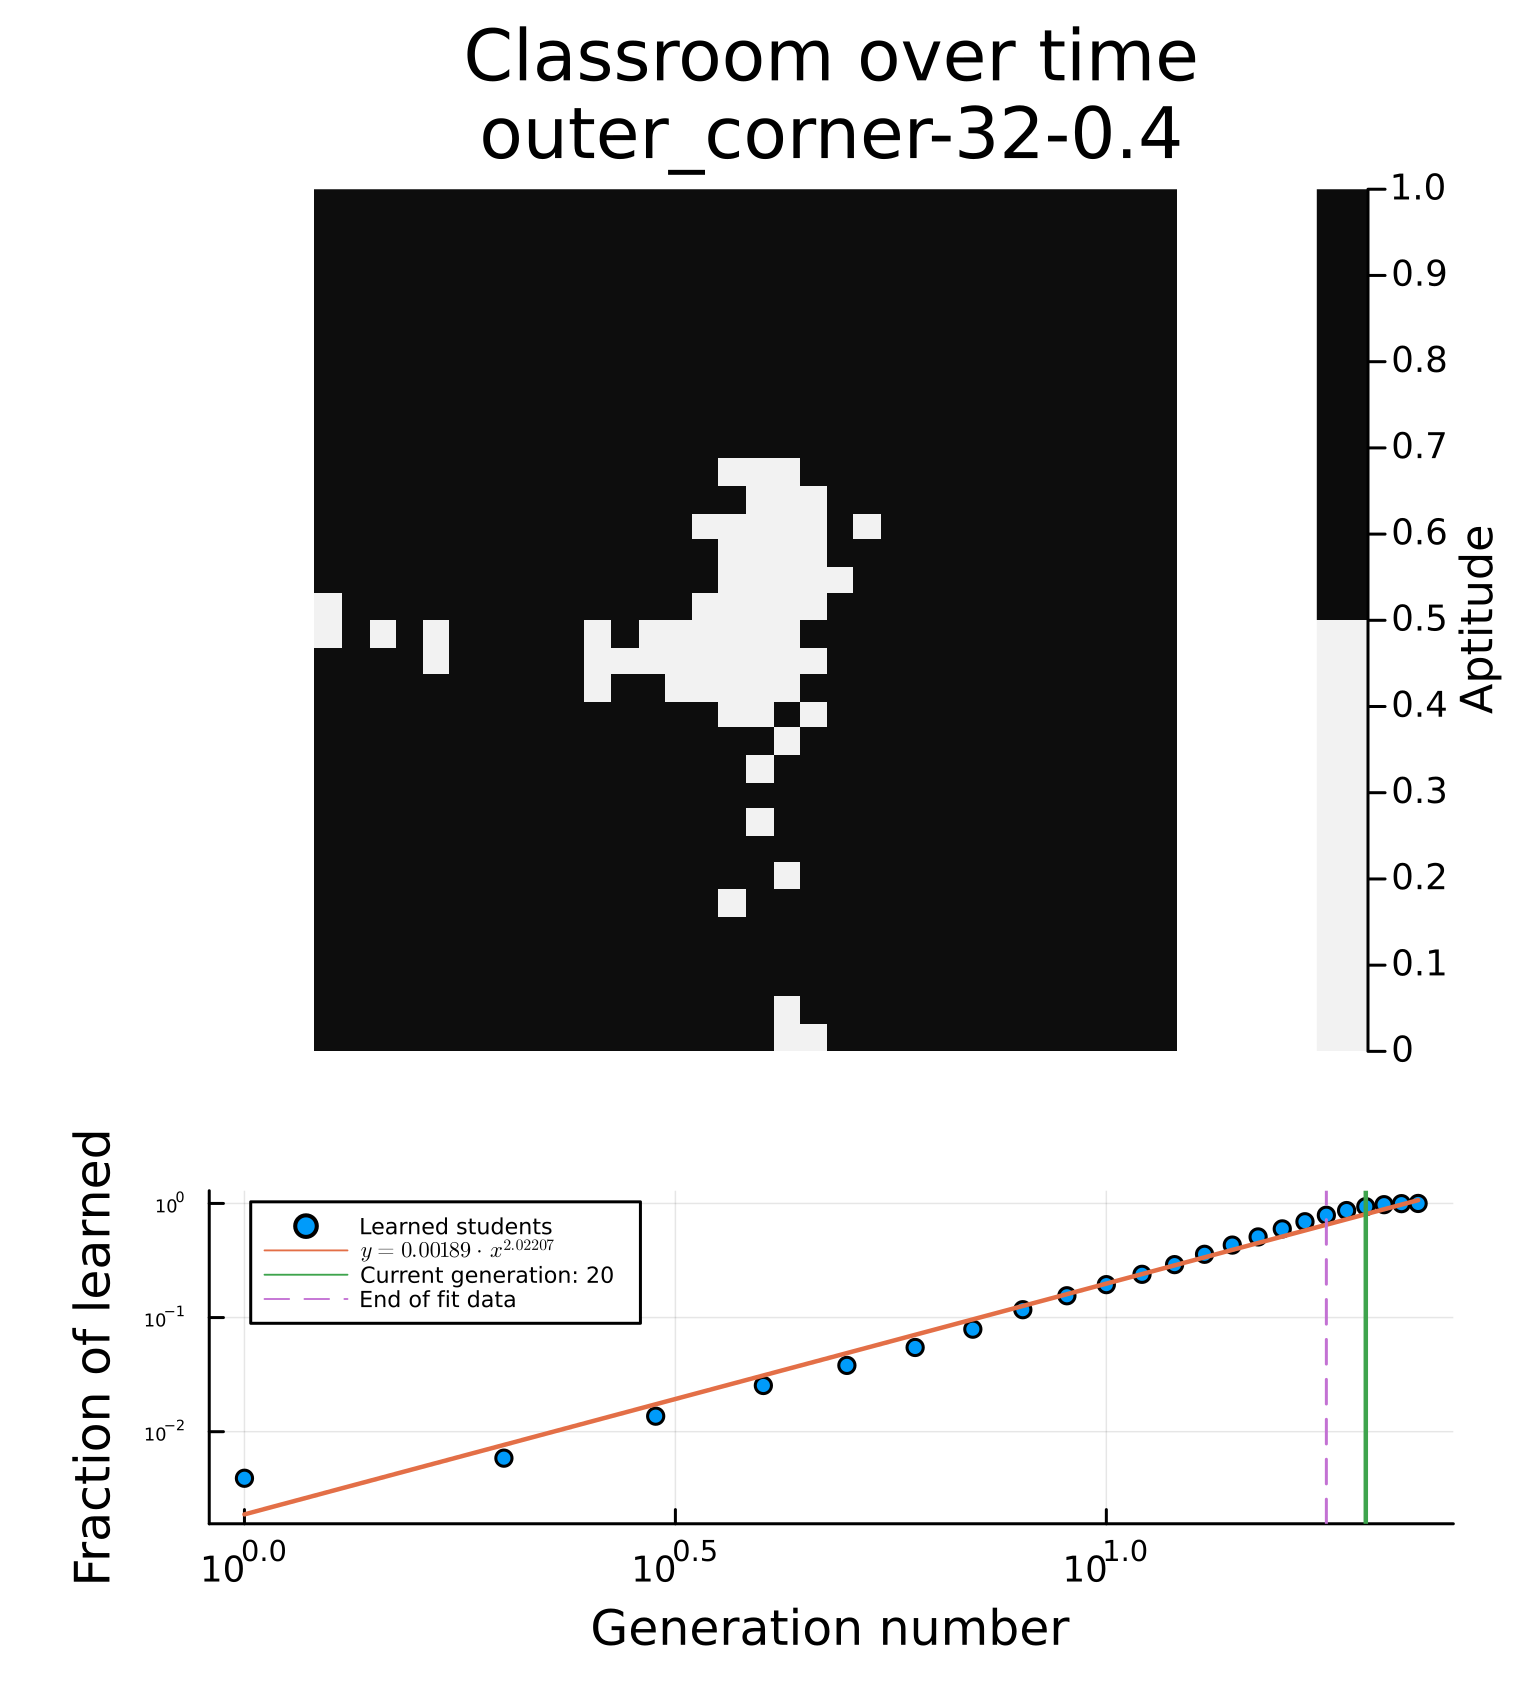 Classroom over time
outer_corner-32-0.4
1.0
0.9
0.8
0.7
0.6
0.5
0.4
0.3
0.2
0.1
0
Aptitude
Fraction of learned
10^0
10^-1
10^-2
Learned students
y = 0.00189 · x^2.02207
Current generation: 20
End of fit data
10^0.0
10^0.5
10^1.0
Generation number